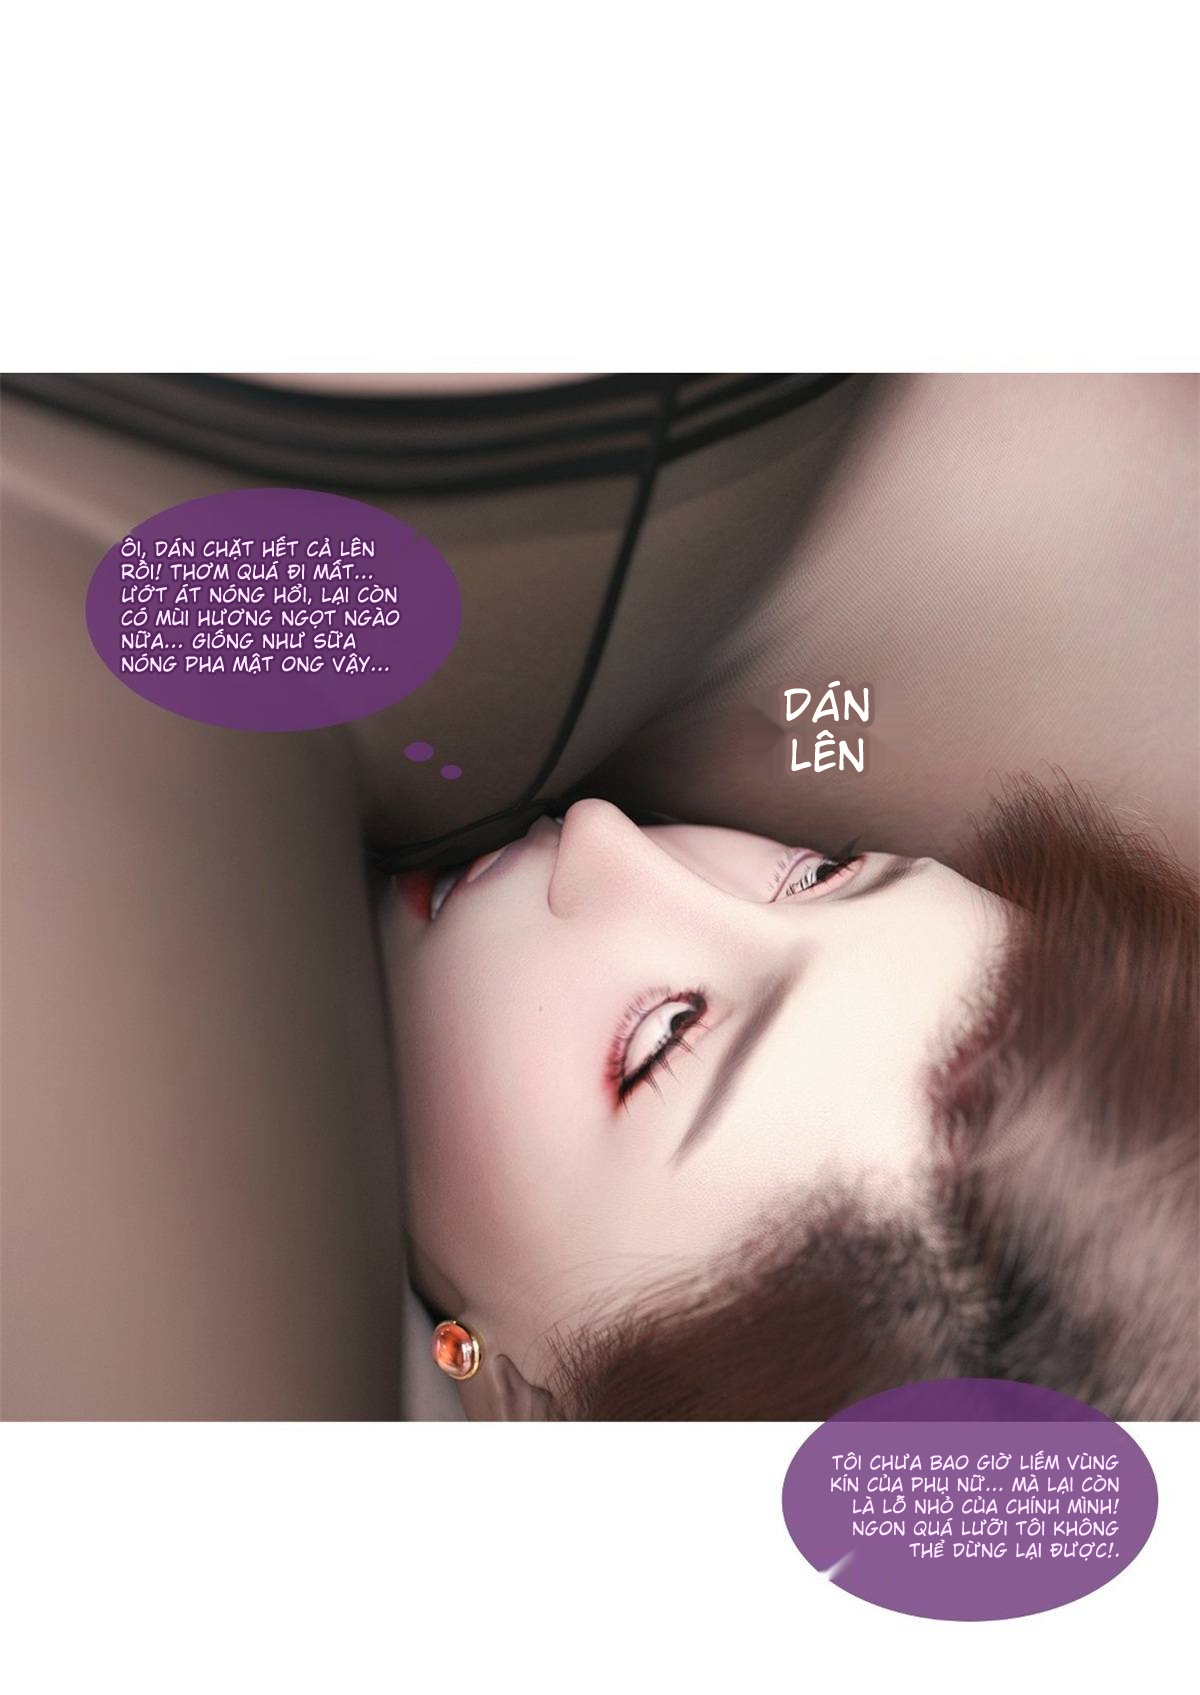 ÔI, DÁN CHẶT HẾT CẢ LÊN
RỒI! THƠM QUÁ ĐI MẤT...
ƯỚT ÁT NÓNG HỔI, LẠI CÒN
CÓ MÙI HƯƠNG NGỌT NGÀO
NỮA... GIỐNG NHƯ SỮA
NÓNG PHA MẬT ONG VẬY...
DÁN
LÊN
TÔI CHƯA BAO GIỜ LIẾM VÙNG
KÍN CỦA PHỤ NỮ... MÀ LẠI CÒN
LÀ LỖ NHỎ CỦA CHÍNH MÌNH!
NGON QUÁ LƯỠI TÔI KHÔNG
THỂ DỪNG LẠI ĐƯỢC!.